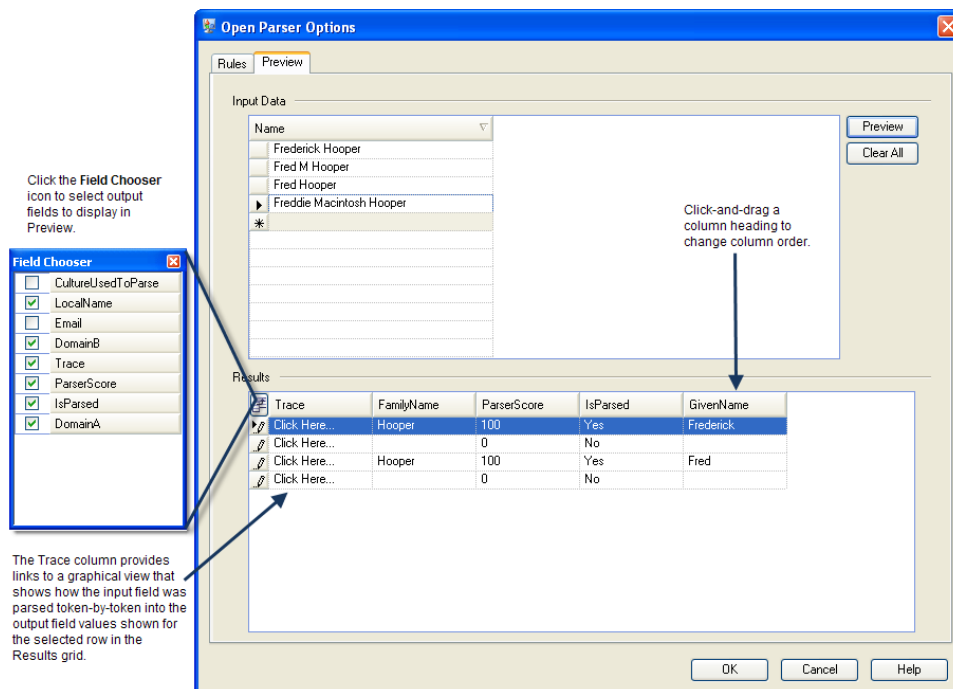 Open Parser Options
Rules
Preview
Input Data
Name
Frederick Hooper
Fred M Hooper
Fred Hooper
Freddie Macintosh Hooper
Preview
Clear All
Click the Field Chooser
icon to select output
fields to display in
Preview.
Click-and-drag a
column heading to
change column order.
Field Chooser
CultureUsedToParse
LocalName
Email
DomainB
Trace
ParserScore
IsParsed
DomainA
Results
Trace FamilyName ParserScore IsParsed GivenName
Click Here... Hooper 100 Yes Frederick
Click Here... 0 No
Click Here... Hooper 100 Yes Fred
Click Here... 0 No
The Trace column provides
links to a graphical view that
shows how the input field was
parsed token-by-token into the
output field values shown for
the selected row in the
Results grid.
OK
Cancel
Help